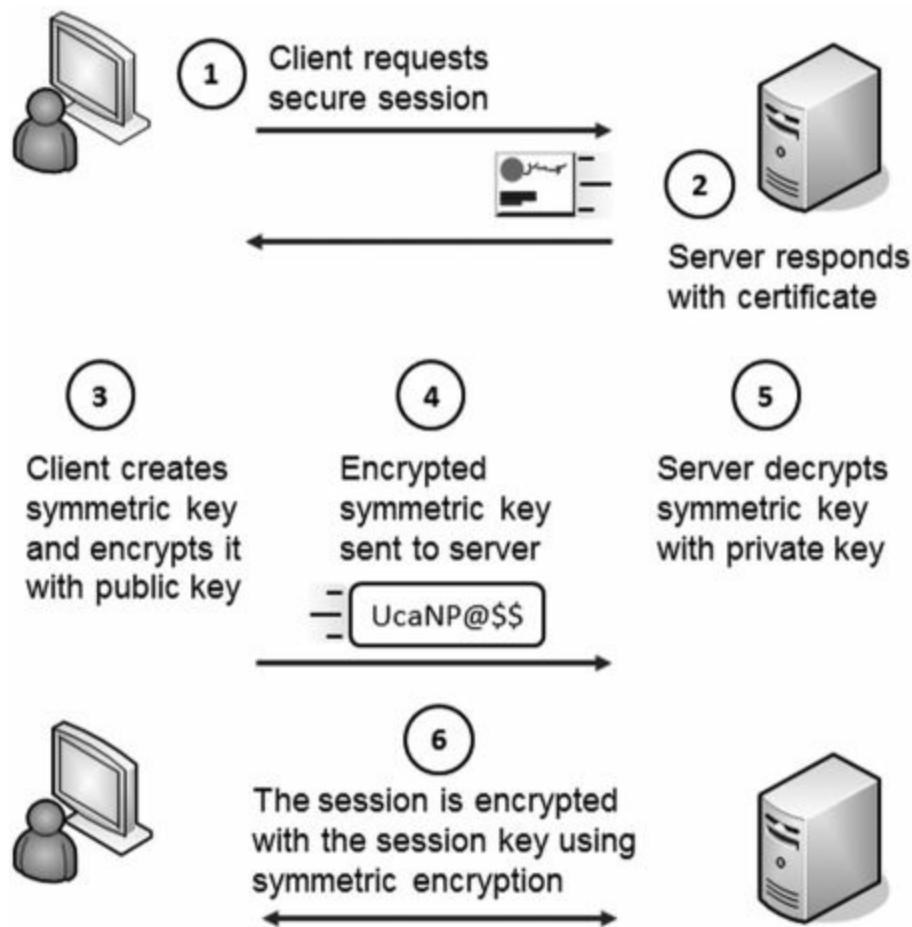 1
Client requests
secure session
2
Server responds
with certificate
3
Client creates
symmetric key
and encrypts it
with public key
4
Encrypted
symmetric key
sent to server
UcaNP@$$
5
Server decrypts
symmetric key
with private key
6
The session is encrypted
with the session key using
symmetric encryption